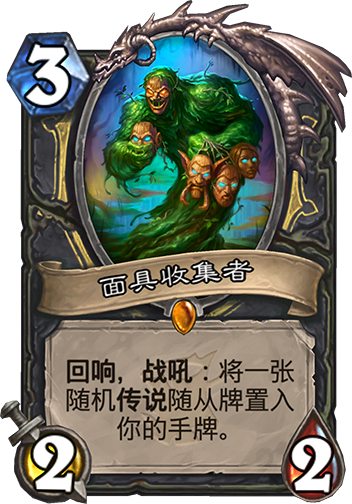 3
面具收集者
回响，战吼：将一张
随机传说随从牌置入
你的手牌。
2
2